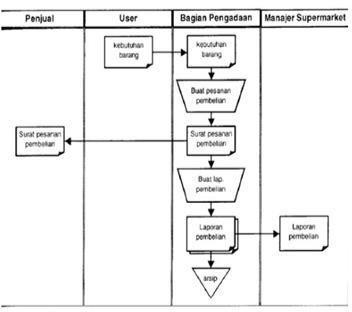 Penjual
User
Bagian Pengadaan
Manajer Supermarket
kebutuhan
barang
kebutuhan
barang
Buat pesanan
pembelian
Surat pesanan
pembelian
Surat pesanan
pembelian
Buat lap.
pembelian
Laporan
pembelian
Laporan
pembelian
arsip